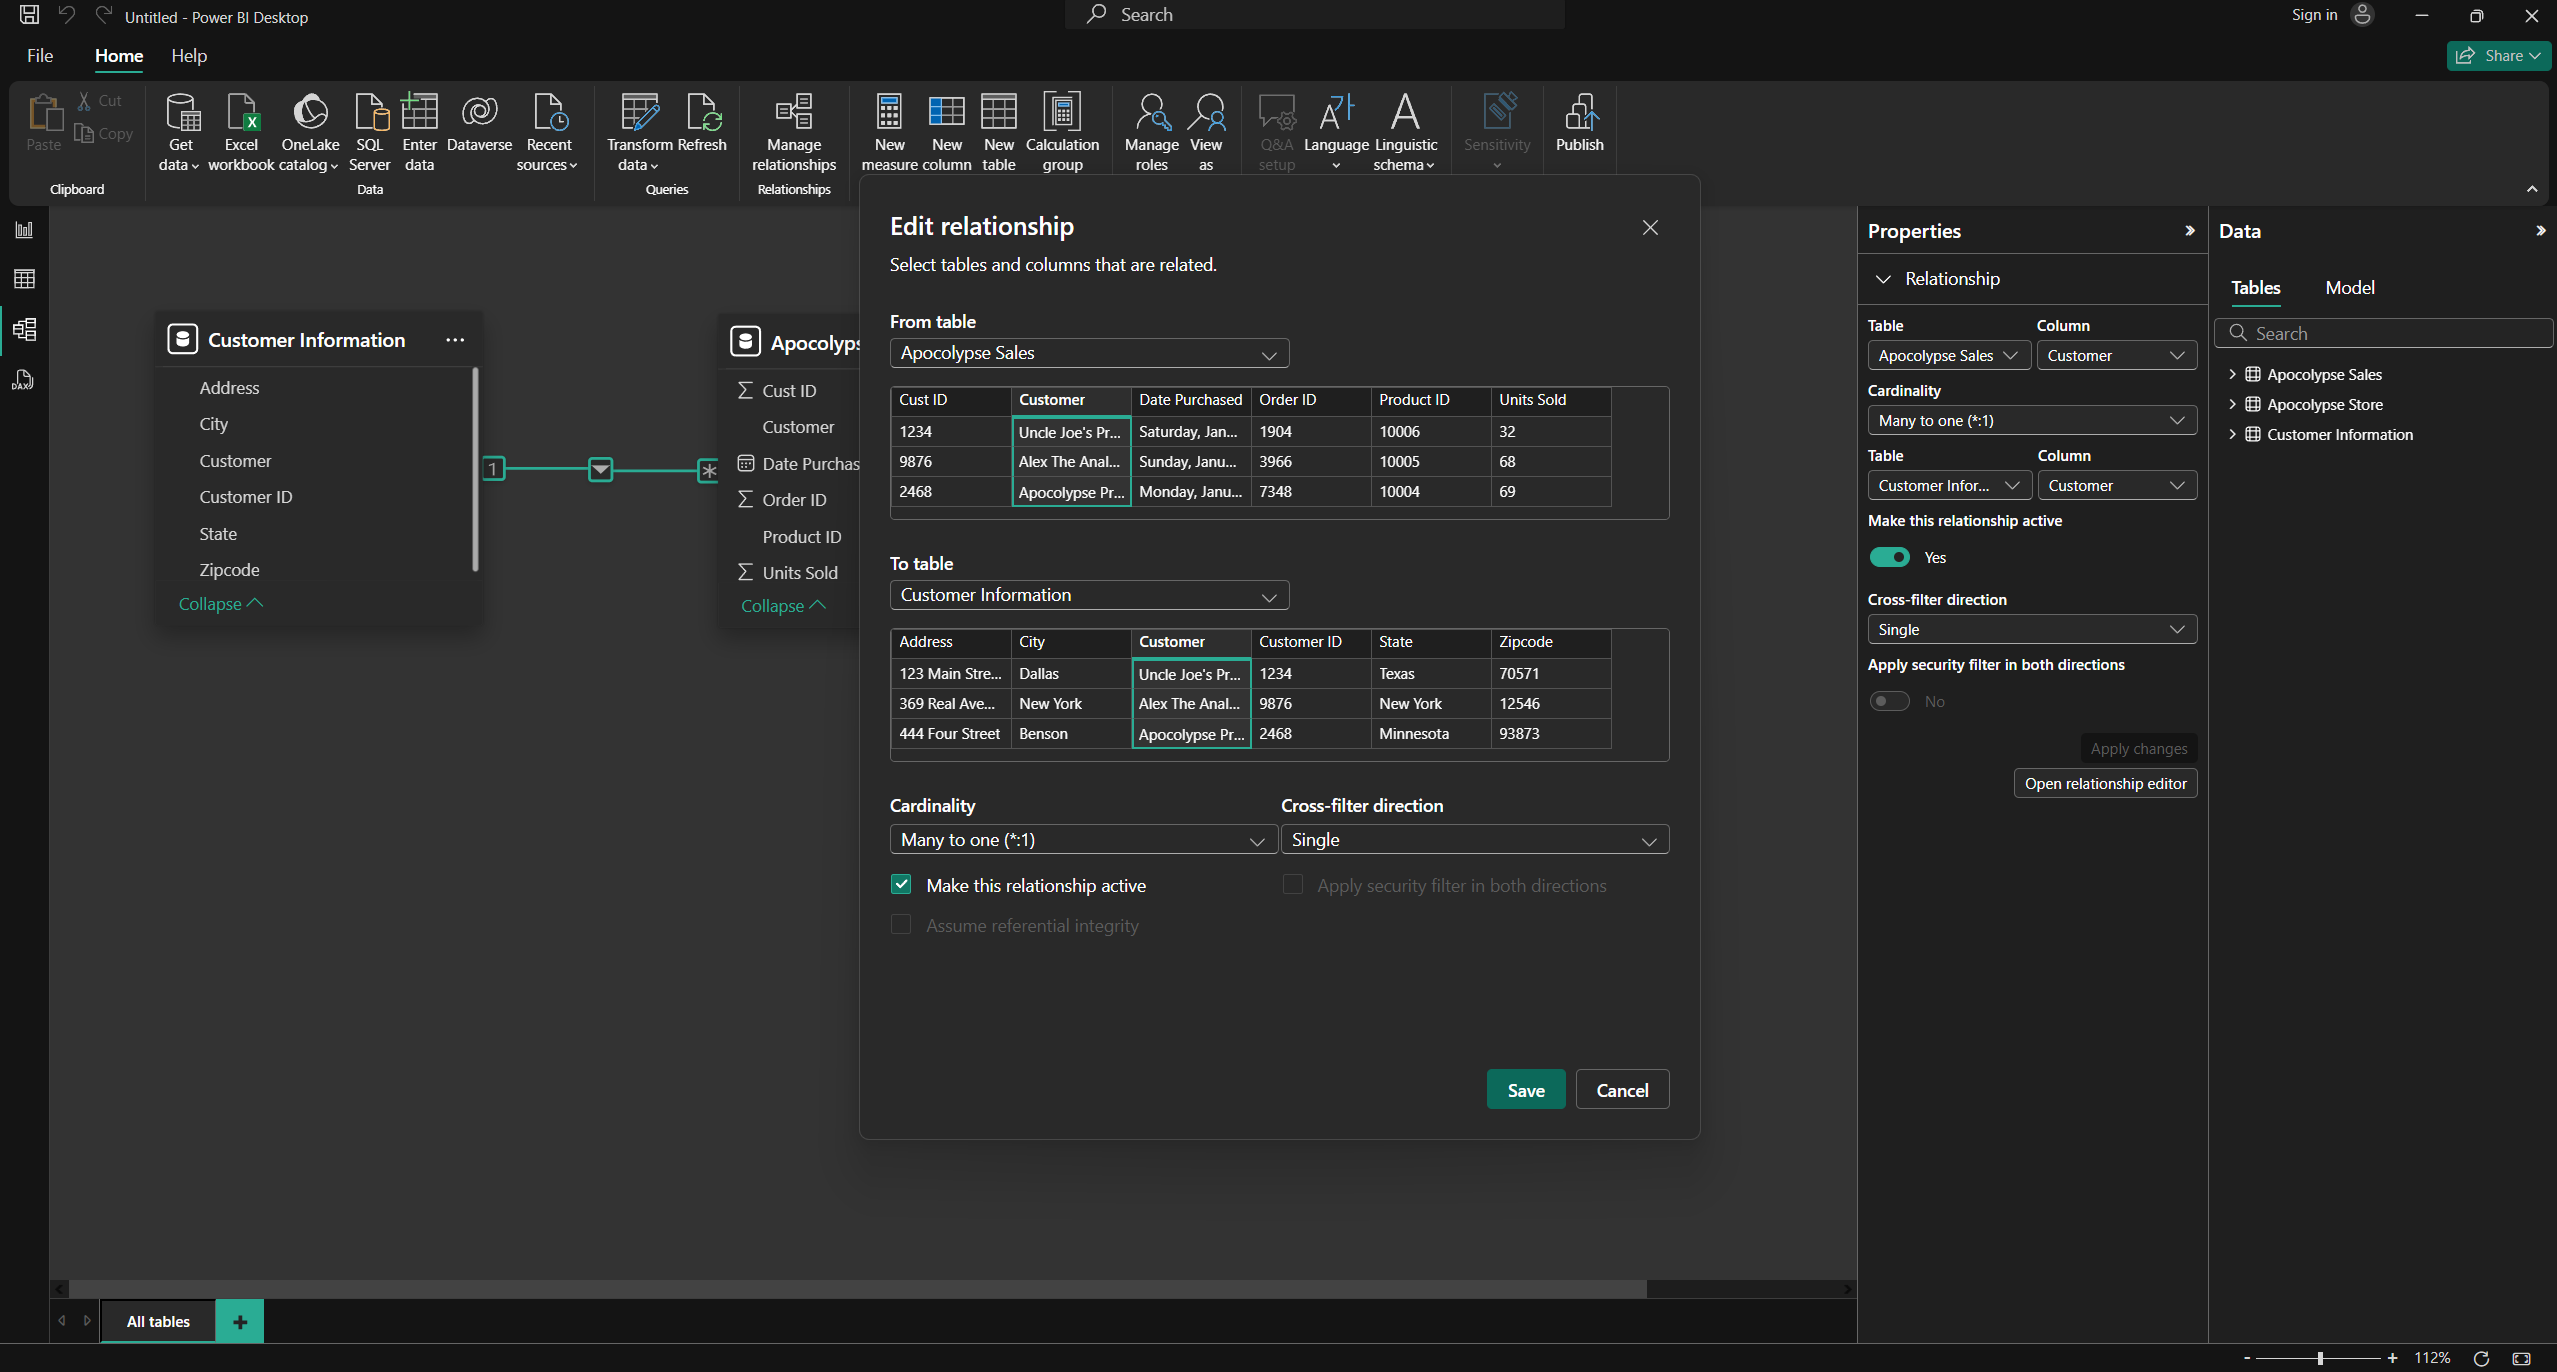 Untitled - Power BI Desktop
Search
Sign in
File
Home
Help
Share
Paste
Cut
Copy
Clipboard
Get data
Excel workbook
OneLake catalog
SQL Server
Enter data
Dataverse
Recent sources
Data
Transform data
Refresh
Queries
Manage relationships
Relationships
New measure
New column
New table
Calculation group
Manage roles
View as
Q&A setup
Language
Linguistic schema
Sensitivity
Publish
DAX
Customer Information
...
Address
City
Customer
Customer ID
State
Zipcode
Collapse
1
*
Apocolyps
Cust ID
Customer
Date Purchas
Order ID
Product ID
Units Sold
Collapse
Edit relationship
Select tables and columns that are related.
From table
Apocolypse Sales
Cust ID Customer Date Purchased Order ID Product ID Units Sold
1234 Uncle Joe's Pr... Saturday, Jan... 1904 10006 32
9876 Alex The Anal... Sunday, Janu... 3966 10005 68
2468 Apocolypse Pr... Monday, Janu... 7348 10004 69
To table
Customer Information
Address City Customer Customer ID State Zipcode
123 Main Stre... Dallas Uncle Joe's Pr... 1234 Texas 70571
369 Real Ave... New York Alex The Anal... 9876 New York 12546
444 Four Street Benson Apocolypse Pr... 2468 Minnesota 93873
Cardinality
Many to one (*:1)
Cross-filter direction
Single
Make this relationship active
Apply security filter in both directions
Assume referential integrity
Save
Cancel
Properties
Relationship
Table Column
Apocolypse Sales Customer
Cardinality
Many to one (*:1)
Table Column
Customer Infor... Customer
Make this relationship active
Yes
Cross-filter direction
Single
Apply security filter in both directions
No
Apply changes
Open relationship editor
Data
Tables
Model
Search
Apocolypse Sales
Apocolypse Store
Customer Information
All tables
+
- + 112%